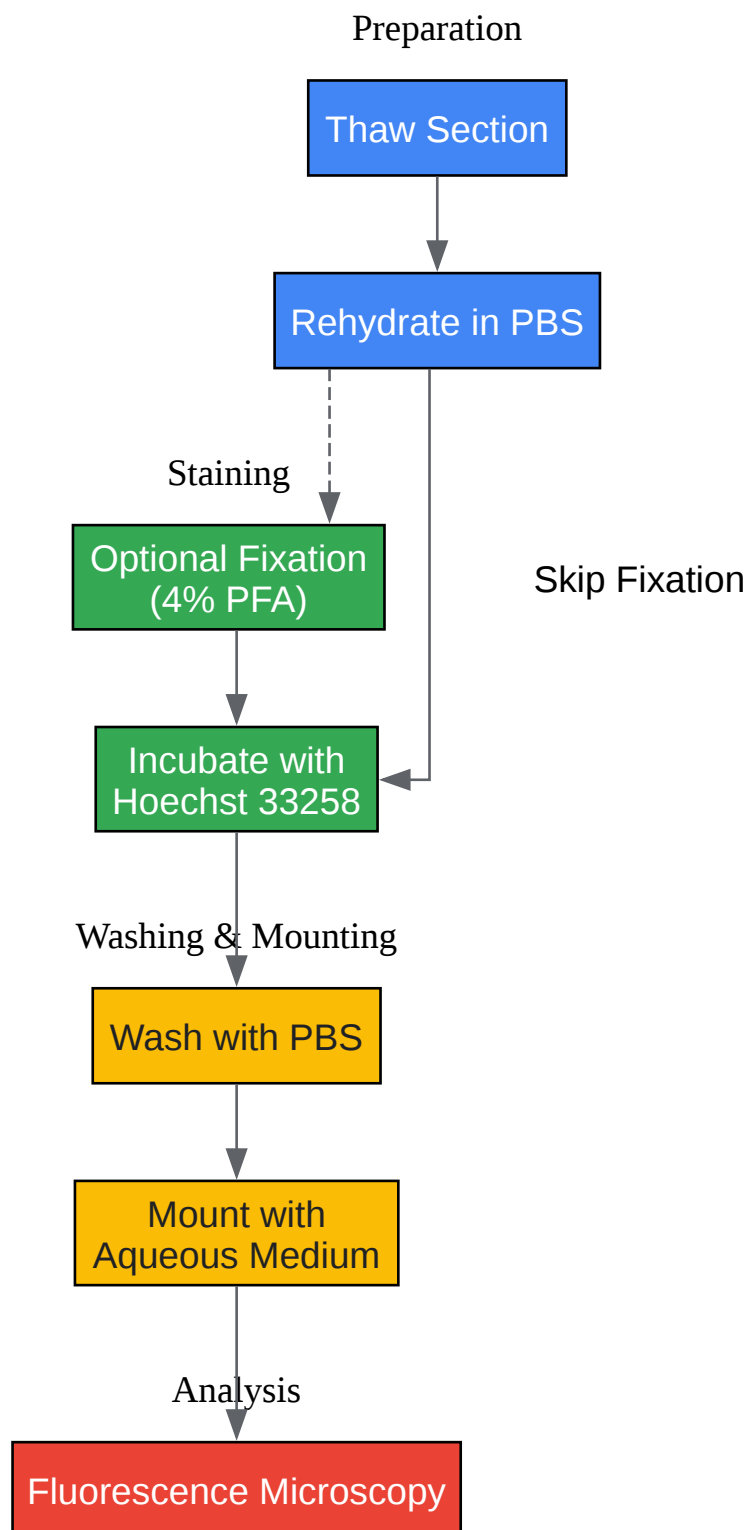 Preparation
Thaw Section
Rehydrate in PBS
Staining
Optional Fixation
(4% PFA)
Skip Fixation
Incubate with
Hoechst 33258
Washing & Mounting
Wash with PBS
Mount with
Aqueous Medium
Analysis
Fluorescence Microscopy